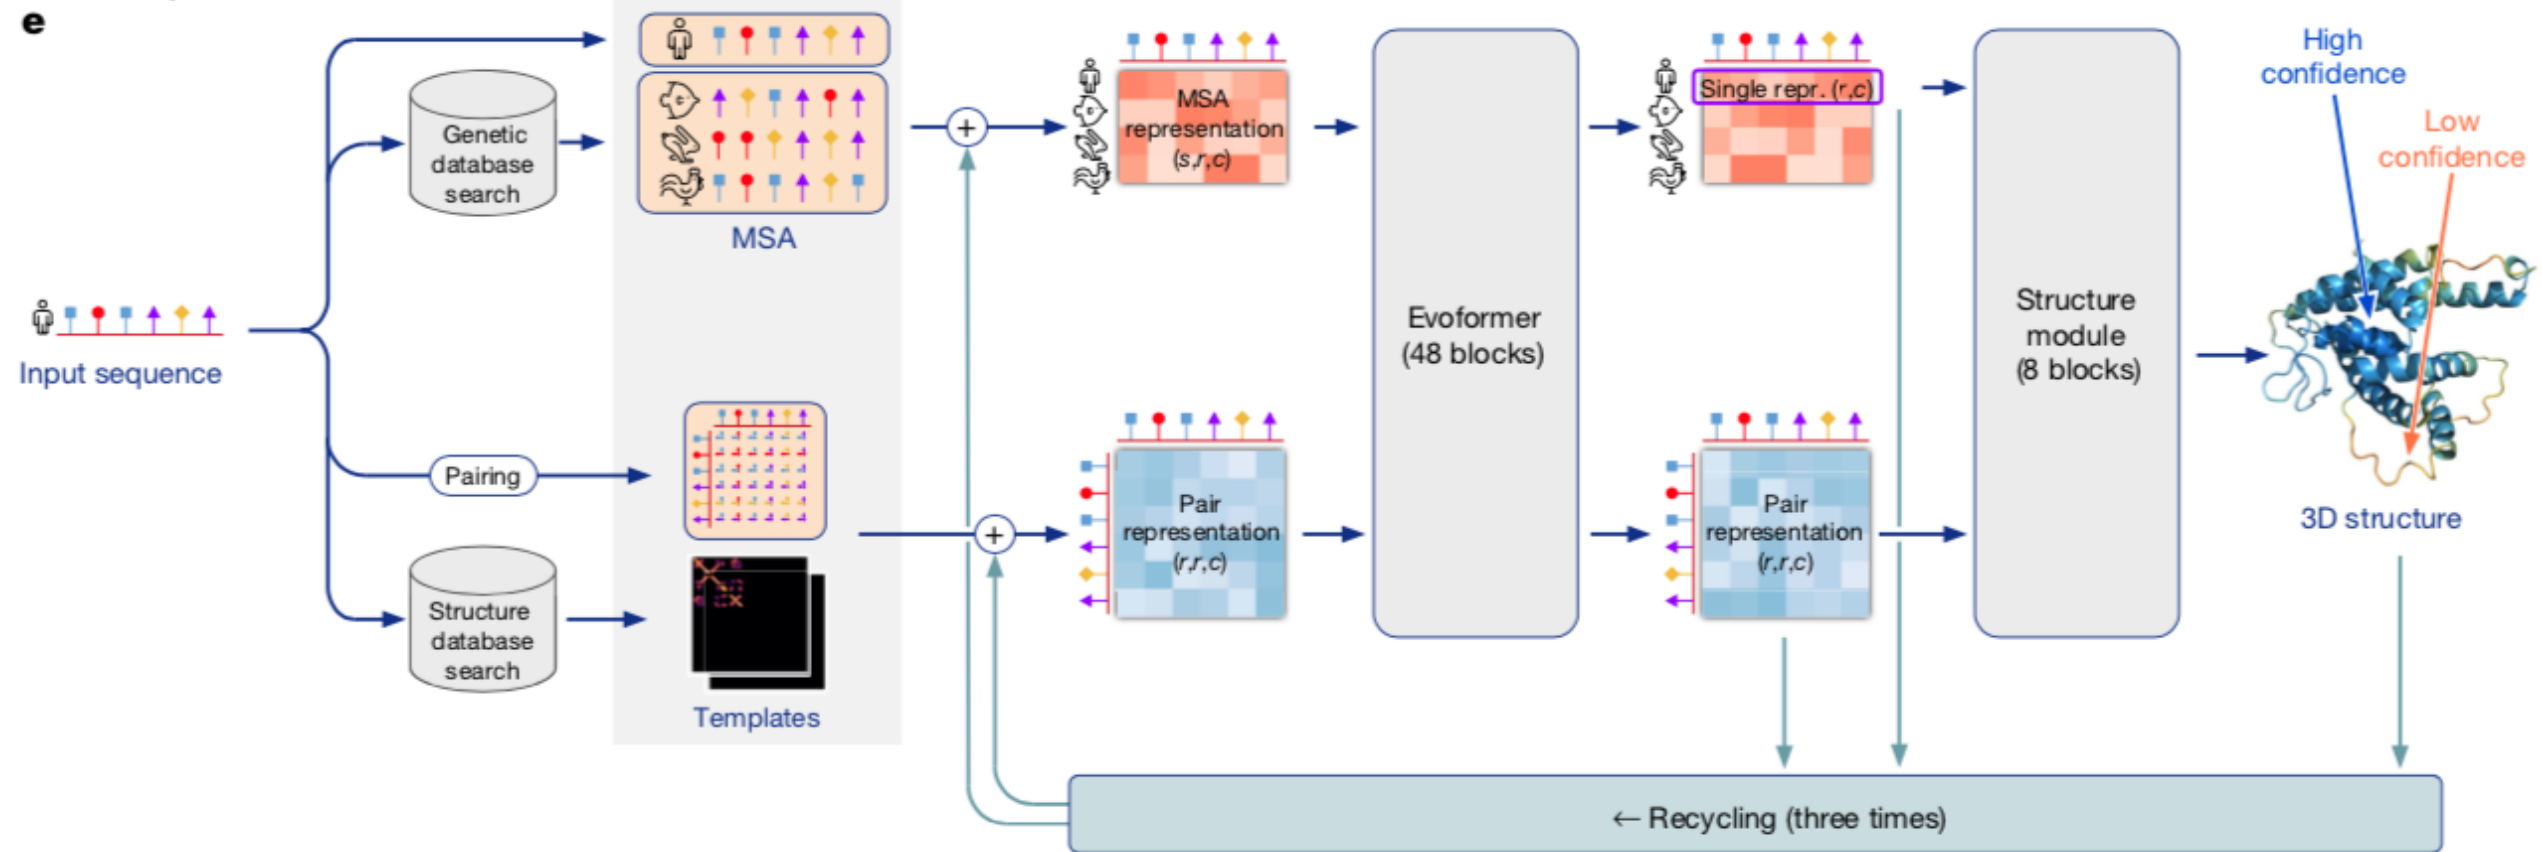 e
Genetic
database
search
MSA
Input sequence
Pairing
Structure
database
search
Templates
+
+
MSA
representation
(s,r,c)
Pair
representation
(r,r,c)
Evoformer
(48 blocks)
Single repr. (r,c)
Pair
representation
(r,r,c)
Structure
module
(8 blocks)
High
confidence
Low
confidence
3D structure
← Recycling (three times)